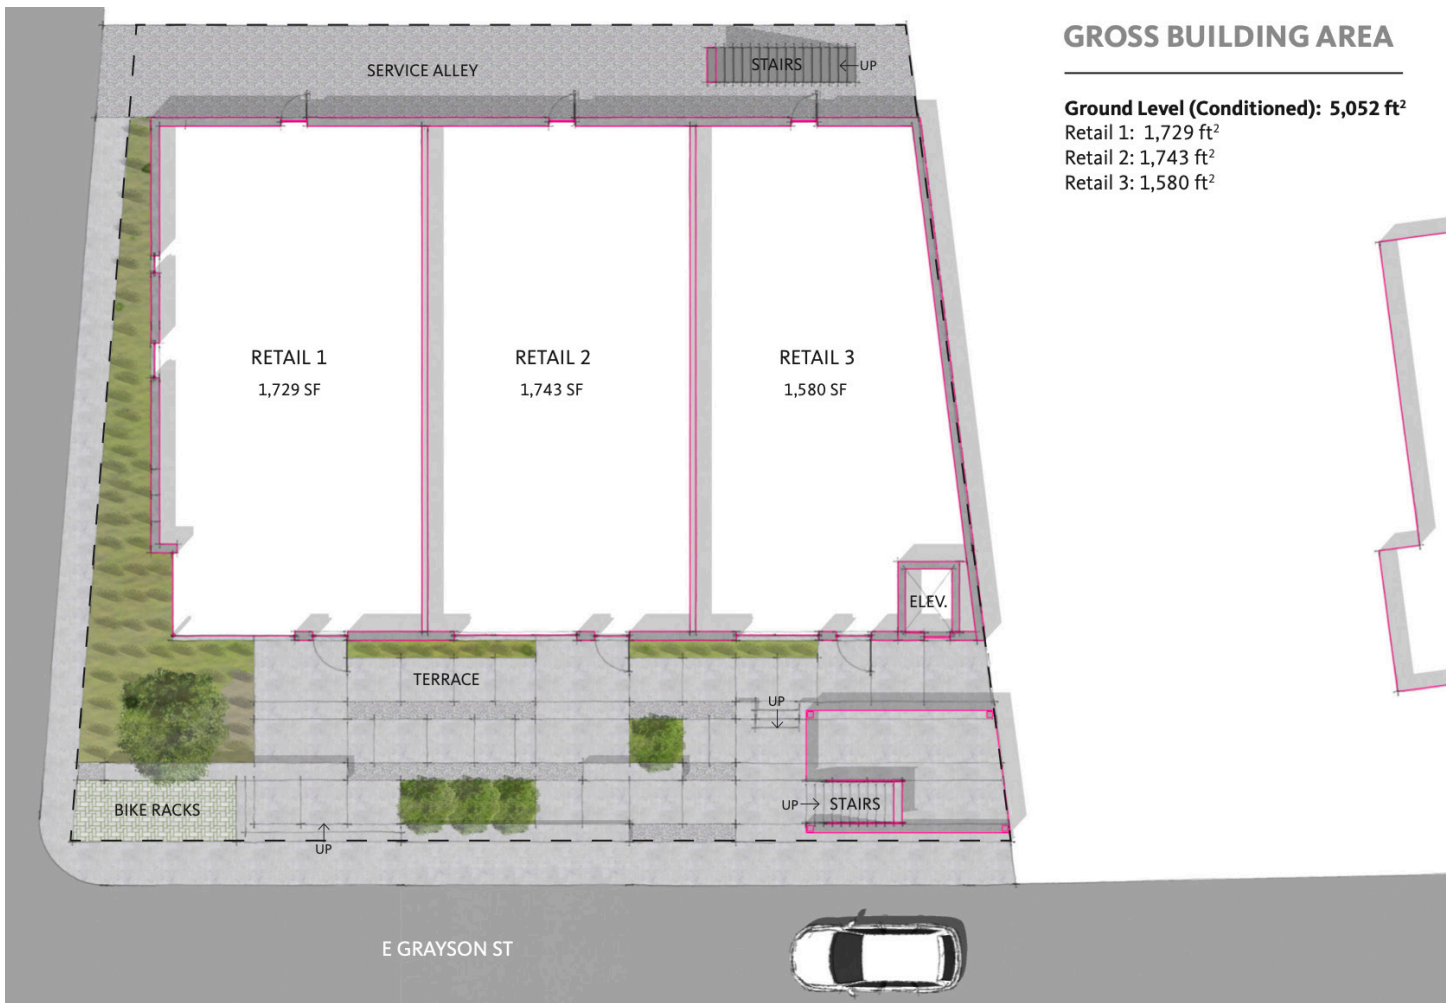 GROSS BUILDING AREA
Ground Level (Conditioned): 5,052 ft²
Retail 1: 1,729 ft²
Retail 2: 1,743 ft²
Retail 3: 1,580 ft²
SERVICE ALLEY
STAIRS
UP
RETAIL 1
1,729 SF
RETAIL 2
1,743 SF
RETAIL 3
1,580 SF
ELEV.
TERRACE
UP
BIKE RACKS
UP
STAIRS
UP
E GRAYSON ST